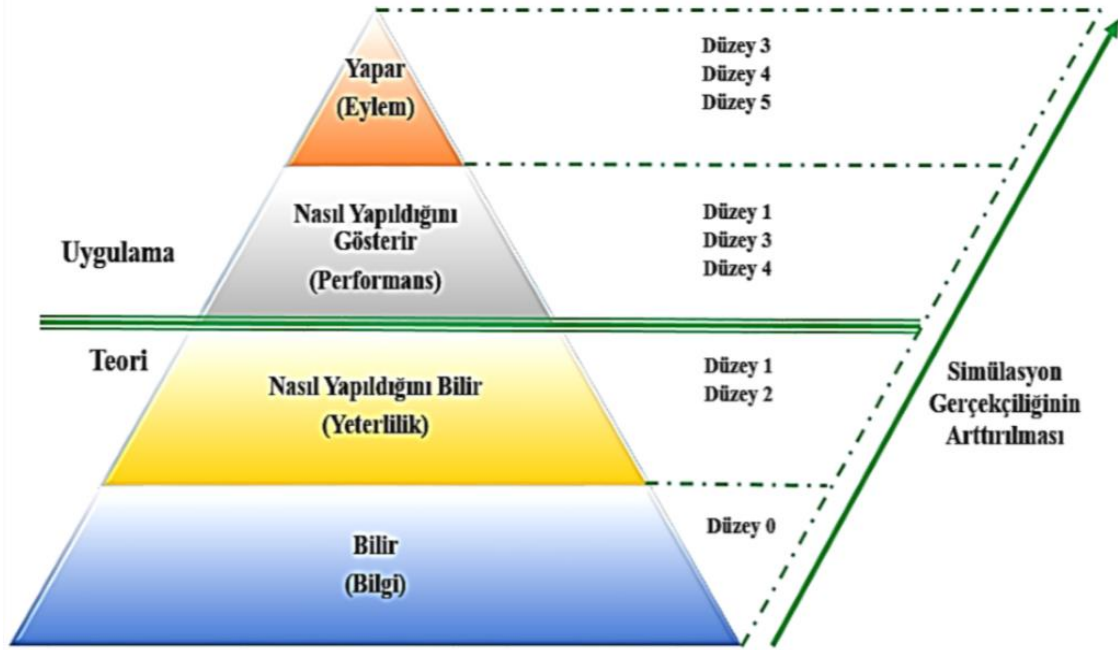 Yapar
(Eylem)
Düzey 3
Düzey 4
Düzey 5
Uygulama
Nasıl Yapıldığını
Gösterir
(Performans)
Düzey 1
Düzey 3
Düzey 4
Teori
Nasıl Yapıldığını Bilir
(Yeterlilik)
Düzey 1
Düzey 2
Simülasyon
Gerçekçiliğinin
Arttırılması
Bilir
(Bilgi)
Düzey 0